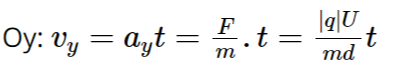 Oy: $v_y = a_y t = \frac{F}{m} . t = \frac{|q|U}{md} t$